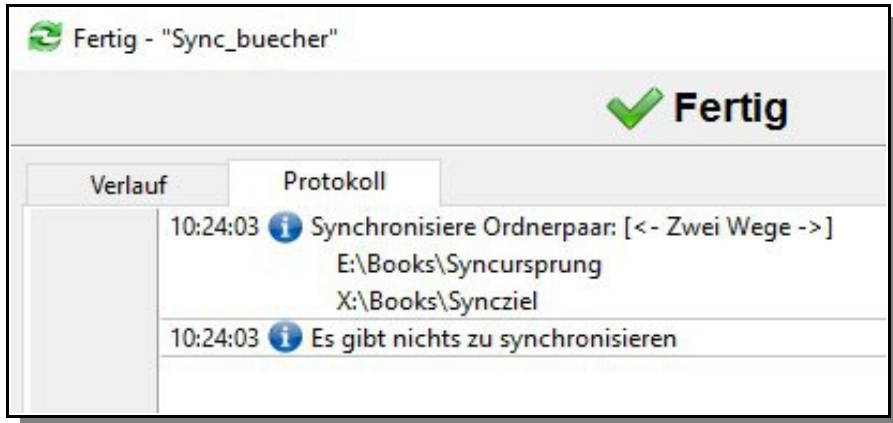 Fertig - "Sync_buecher"
Fertig
Verlauf Protokoll
10:24:03 Synchronisiere Ordnerpaar: [<- Zwei Wege ->]
E:\Books\Syncursprung
X:\Books\Syncziel
10:24:03 Es gibt nichts zu synchronisieren